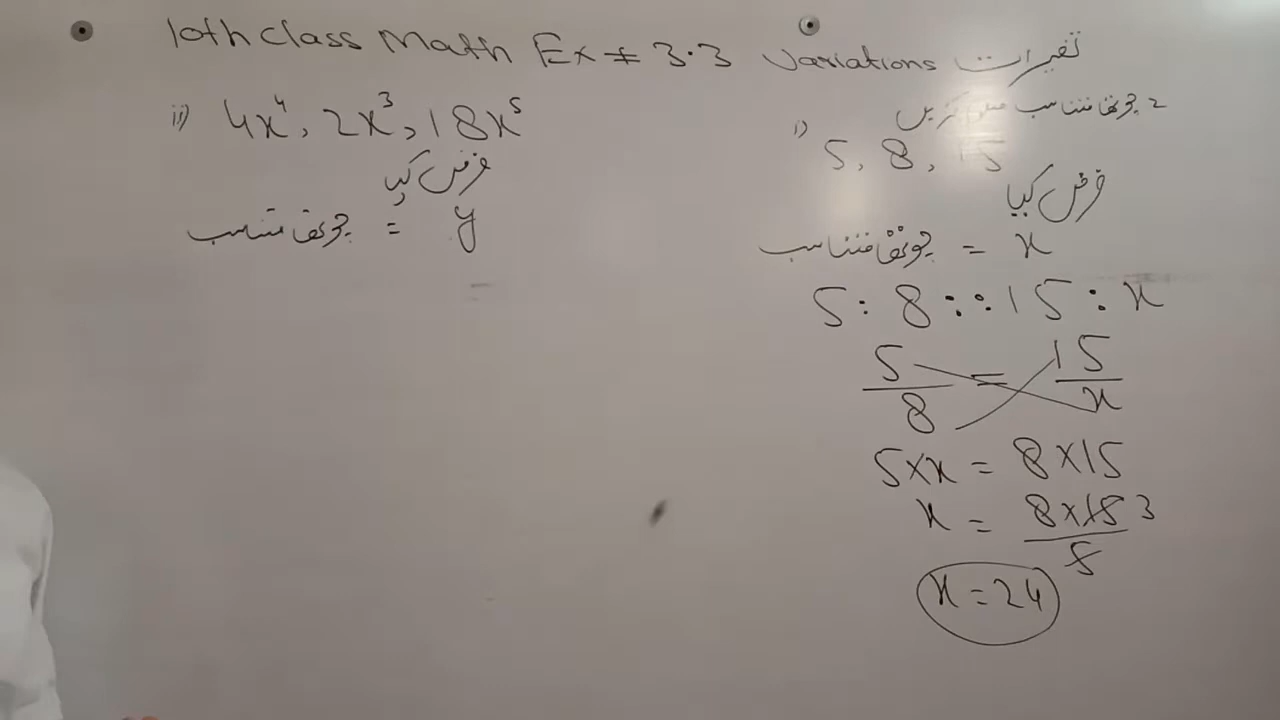 10th class Math Ex # 3.3 Variations تغیرات
2 چوتھا متناسب معلوم کریں
i) 5, 8, 15
فرض کیا
چوتھا متناسب = x
5 : 8 :: 15 : x
5/8 = 15/x
5×x = 8×15
x = 8×15 3/5
x = 24
ii) 4x⁴, 2x³, 18x⁵
فرض کیا
چوتھا متناسب = y